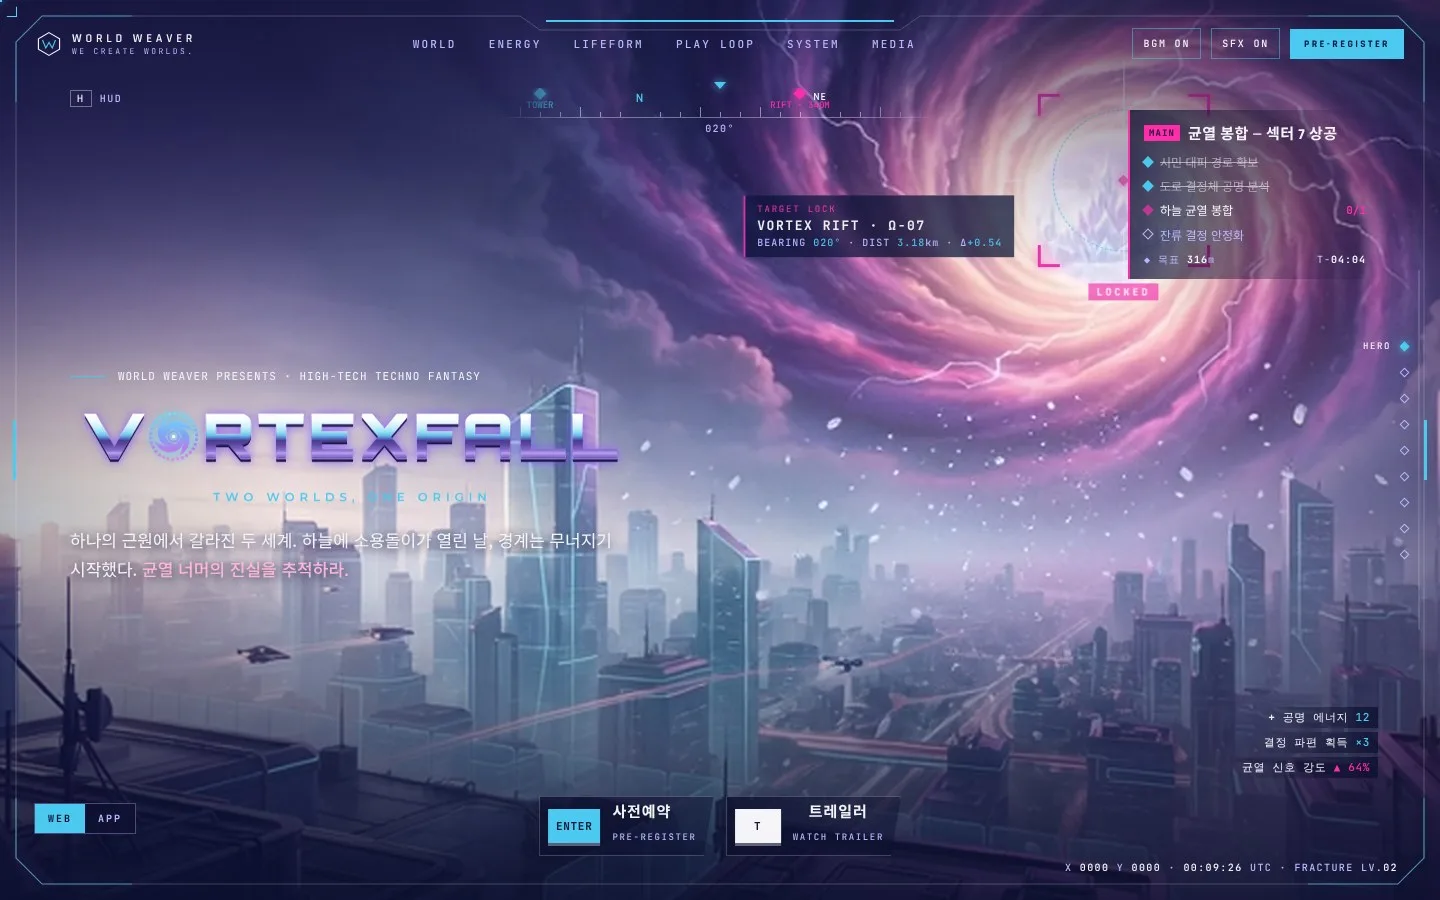 WORLD WEAVER
WE CREATE WORLDS.
WORLD ENERGY LIFEFORM PLAY LOOP SYSTEM MEDIA
BGM ON SFX ON PRE-REGISTER
H HUD
TOWER N RIFT · NE
020°
MAIN 균열 봉합 — 섹터 7 상공
시민 대피 경로 확보
도로 결정체 공명 분석
하늘 균열 봉합 0/
잔류 결정 안정화
목표 316m T-04:04
TARGET LOCK
VORTEX RIFT · Ω-07
BEARING 020° · DIST 3.18km · Δ+0.54
LOCKED
HERO
WORLD WEAVER PRESENTS · HIGH-TECH TECHNO FANTASY
VORTEXFALL
TWO WORLDS, ONE ORIGIN
하나의 근원에서 갈라진 두 세계. 하늘에 소용돌이가 열린 날, 경계는 무너지기
시작했다. 균열 너머의 진실을 추적하라.
+ 공명 에너지 12
결정 파편 획득 ×3
균열 신호 강도 ▲ 64%
WEB APP
ENTER 사전예약
PRE-REGISTER
T 트레일러
WATCH TRAILER
X 0000 Y 0000 · 00:09:26 UTC · FRACTURE LV.02